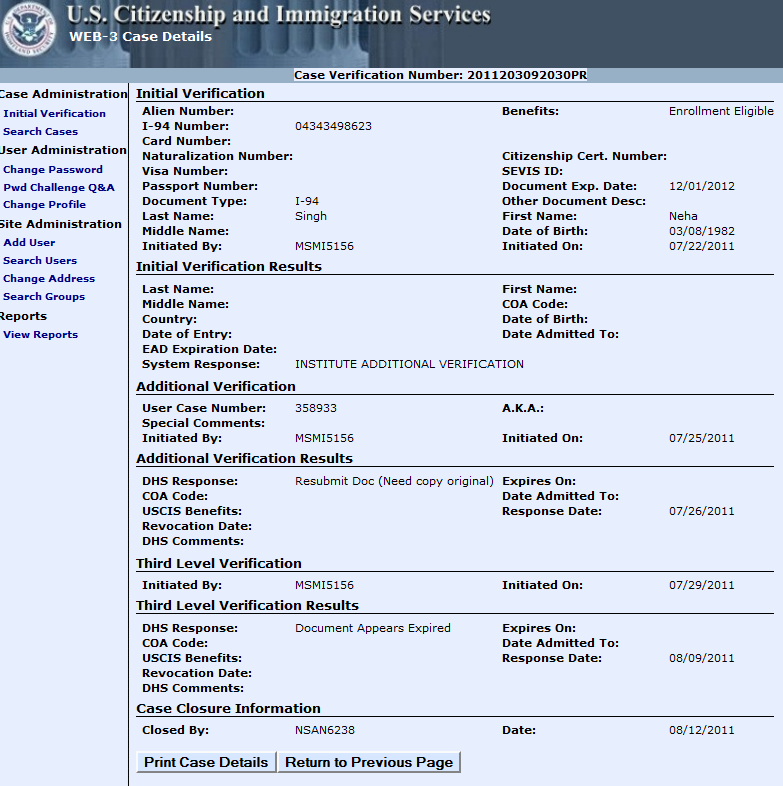 U.S. Citizenship and Immigration Services
WEB-3 Case Details
Case Verification Number: 2011203092030PR
Case Administration
Initial Verification
Search Cases
User Administration
Change Password
Pwd Challenge Q&A
Change Profile
Site Administration
Add User
Search Users
Change Address
Search Groups
Reports
View Reports
Initial Verification
Alien Number: Benefits: Enrollment Eligible
I-94 Number: 04343498623
Card Number:
Naturalization Number: Citizenship Cert. Number:
Visa Number: SEVIS ID:
Passport Number: Document Exp. Date: 12/01/2012
Document Type: I-94 Other Document Desc:
Last Name: Singh First Name: Neha
Middle Name: Date of Birth: 03/08/1982
Initiated By: MSMI5156 Initiated On: 07/22/2011
Initial Verification Results
Last Name: First Name:
Middle Name: COA Code:
Country: Date of Birth:
Date of Entry: Date Admitted To:
EAD Expiration Date:
System Response: INSTITUTE ADDITIONAL VERIFICATION
Additional Verification
User Case Number: 358933 A.K.A.:
Special Comments:
Initiated By: MSMI5156 Initiated On: 07/25/2011
Additional Verification Results
DHS Response: Resubmit Doc (Need copy original) Expires On:
COA Code: Date Admitted To:
USCIS Benefits: Response Date: 07/26/2011
Revocation Date:
DHS Comments:
Third Level Verification
Initiated By: MSMI5156 Initiated On: 07/29/2011
Third Level Verification Results
DHS Response: Document Appears Expired Expires On:
COA Code: Date Admitted To:
USCIS Benefits: Response Date: 08/09/2011
Revocation Date:
DHS Comments:
Case Closure Information
Closed By: NSAN6238 Date: 08/12/2011
Print Case Details Return to Previous Page